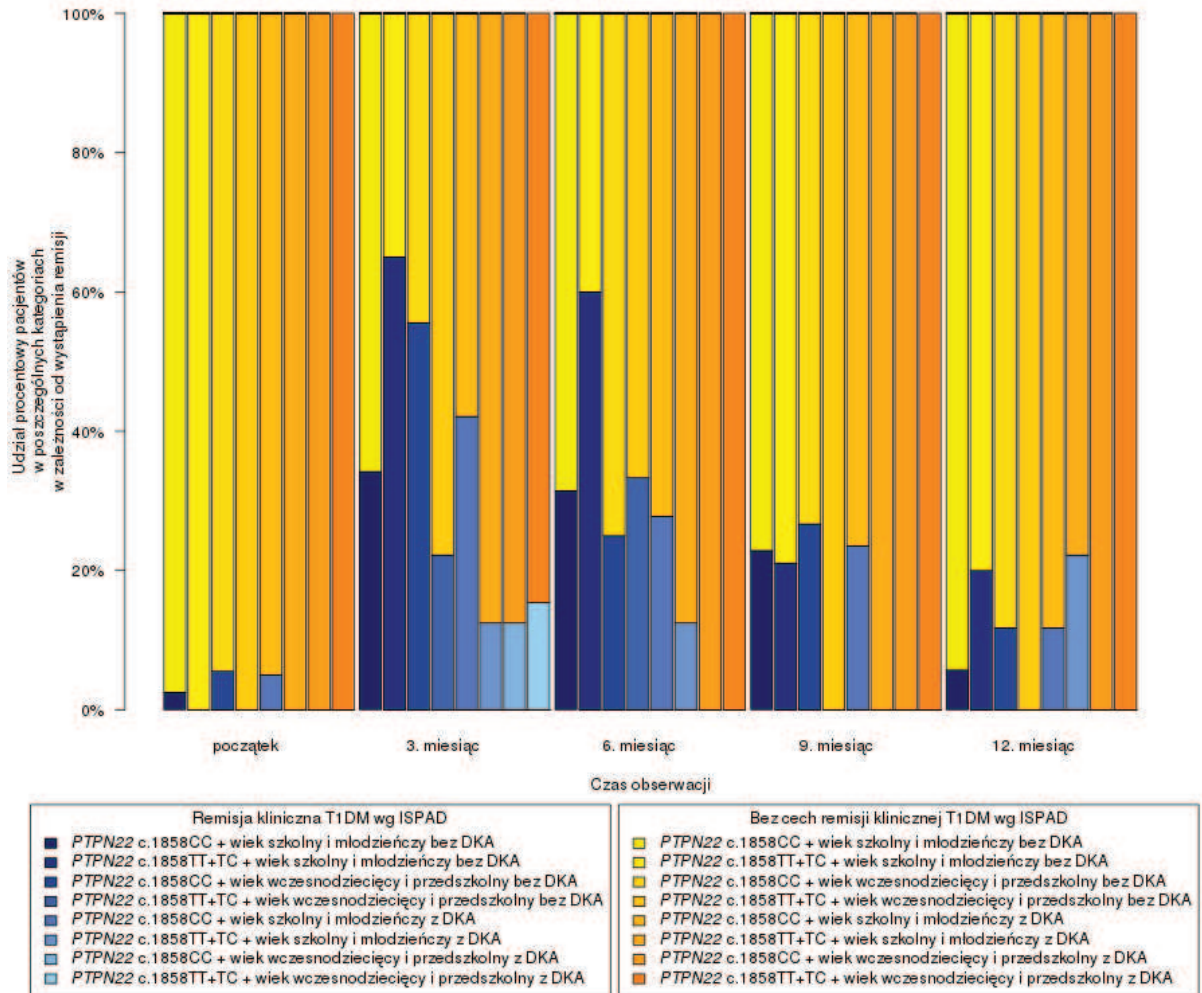 100%
80%
60%
40%
20%
0%
Udział procentowy pacjentów
w poszczególnych kategoriach
w zależności od wystąpienia remisji
początek
3. miesiąc
6. miesiąc
9. miesiąc
12. miesiąc
Czas obserwacji
Remisja kliniczna T1DM wg ISPAD
PTPN22 c.1858CC + wiek szkolny i młodzieńczy bez DKA
PTPN22 c.1858TT+TC + wiek szkolny i młodzieńczy bez DKA
PTPN22 c.1858CC + wiek wczesnodziecięcy i przedszkolny bez DKA
PTPN22 c.1858TT+TC + wiek wczesnodziecięcy i przedszkolny bez DKA
PTPN22 c.1858CC + wiek szkolny i młodzieńczy z DKA
PTPN22 c.1858TT+TC + wiek szkolny i młodzieńczy z DKA
PTPN22 c.1858CC + wiek wczesnodziecięcy i przedszkolny z DKA
PTPN22 c.1858TT+TC + wiek wczesnodziecięcy i przedszkolny z DKA
Bez cech remisji klinicznej T1DM wg ISPAD
PTPN22 c.1858CC + wiek szkolny i młodzieńczy bez DKA
PTPN22 c.1858TT+TC + wiek szkolny i młodzieńczy bez DKA
PTPN22 c.1858CC + wiek wczesnodziecięcy i przedszkolny bez DKA
PTPN22 c.1858TT+TC + wiek wczesnodziecięcy i przedszkolny bez DKA
PTPN22 c.1858CC + wiek szkolny i młodzieńczy z DKA
PTPN22 c.1858TT+TC + wiek szkolny i młodzieńczy z DKA
PTPN22 c.1858CC + wiek wczesnodziecięcy i przedszkolny z DKA
PTPN22 c.1858TT+TC + wiek wczesnodziecięcy i przedszkolny z DKA